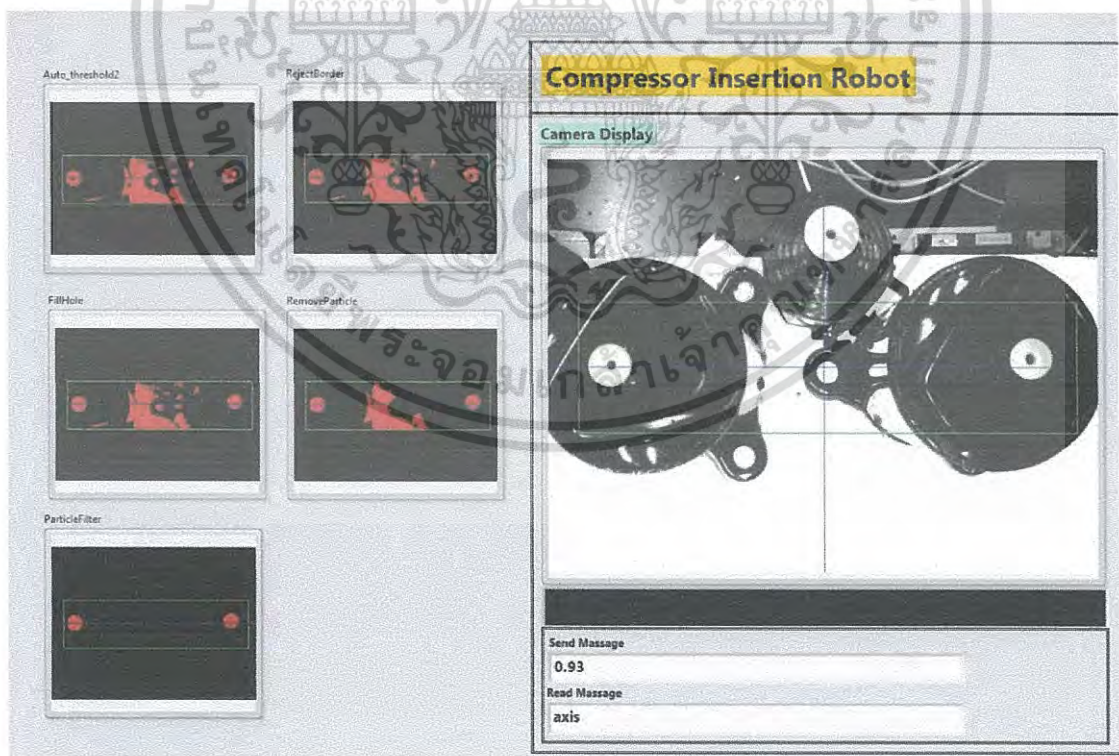 Auto_threshold2
RejectBorder
FillHole
RemoveParticle
ParticleFilter
Compressor Insertion Robot
Camera Display
Send Massage
0.93
Read Massage
axis